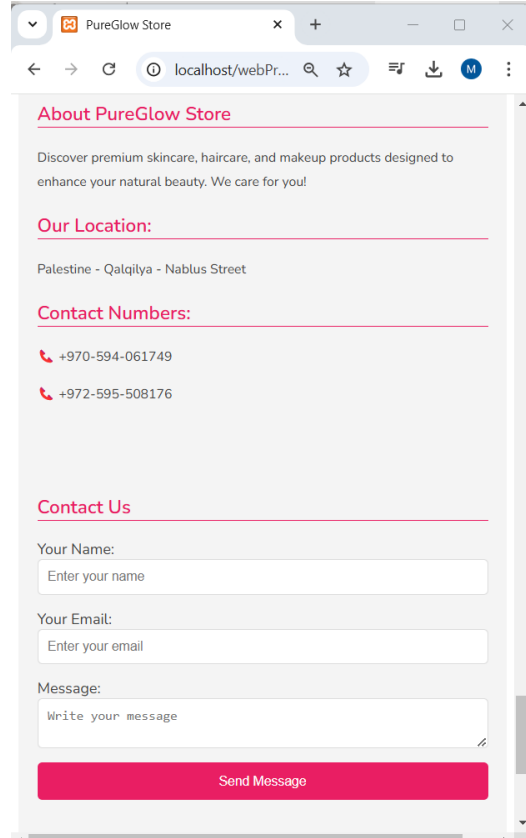 PureGlow Store
localhost/webPr...
M
About PureGlow Store
Discover premium skincare, haircare, and makeup products designed to
enhance your natural beauty. We care for you!
Our Location:
Palestine - Qalqilya - Nablus Street
Contact Numbers:
+970-594-061749
+972-595-508176
Contact Us
Your Name:
Enter your name
Your Email:
Enter your email
Message:
Write your message
Send Message